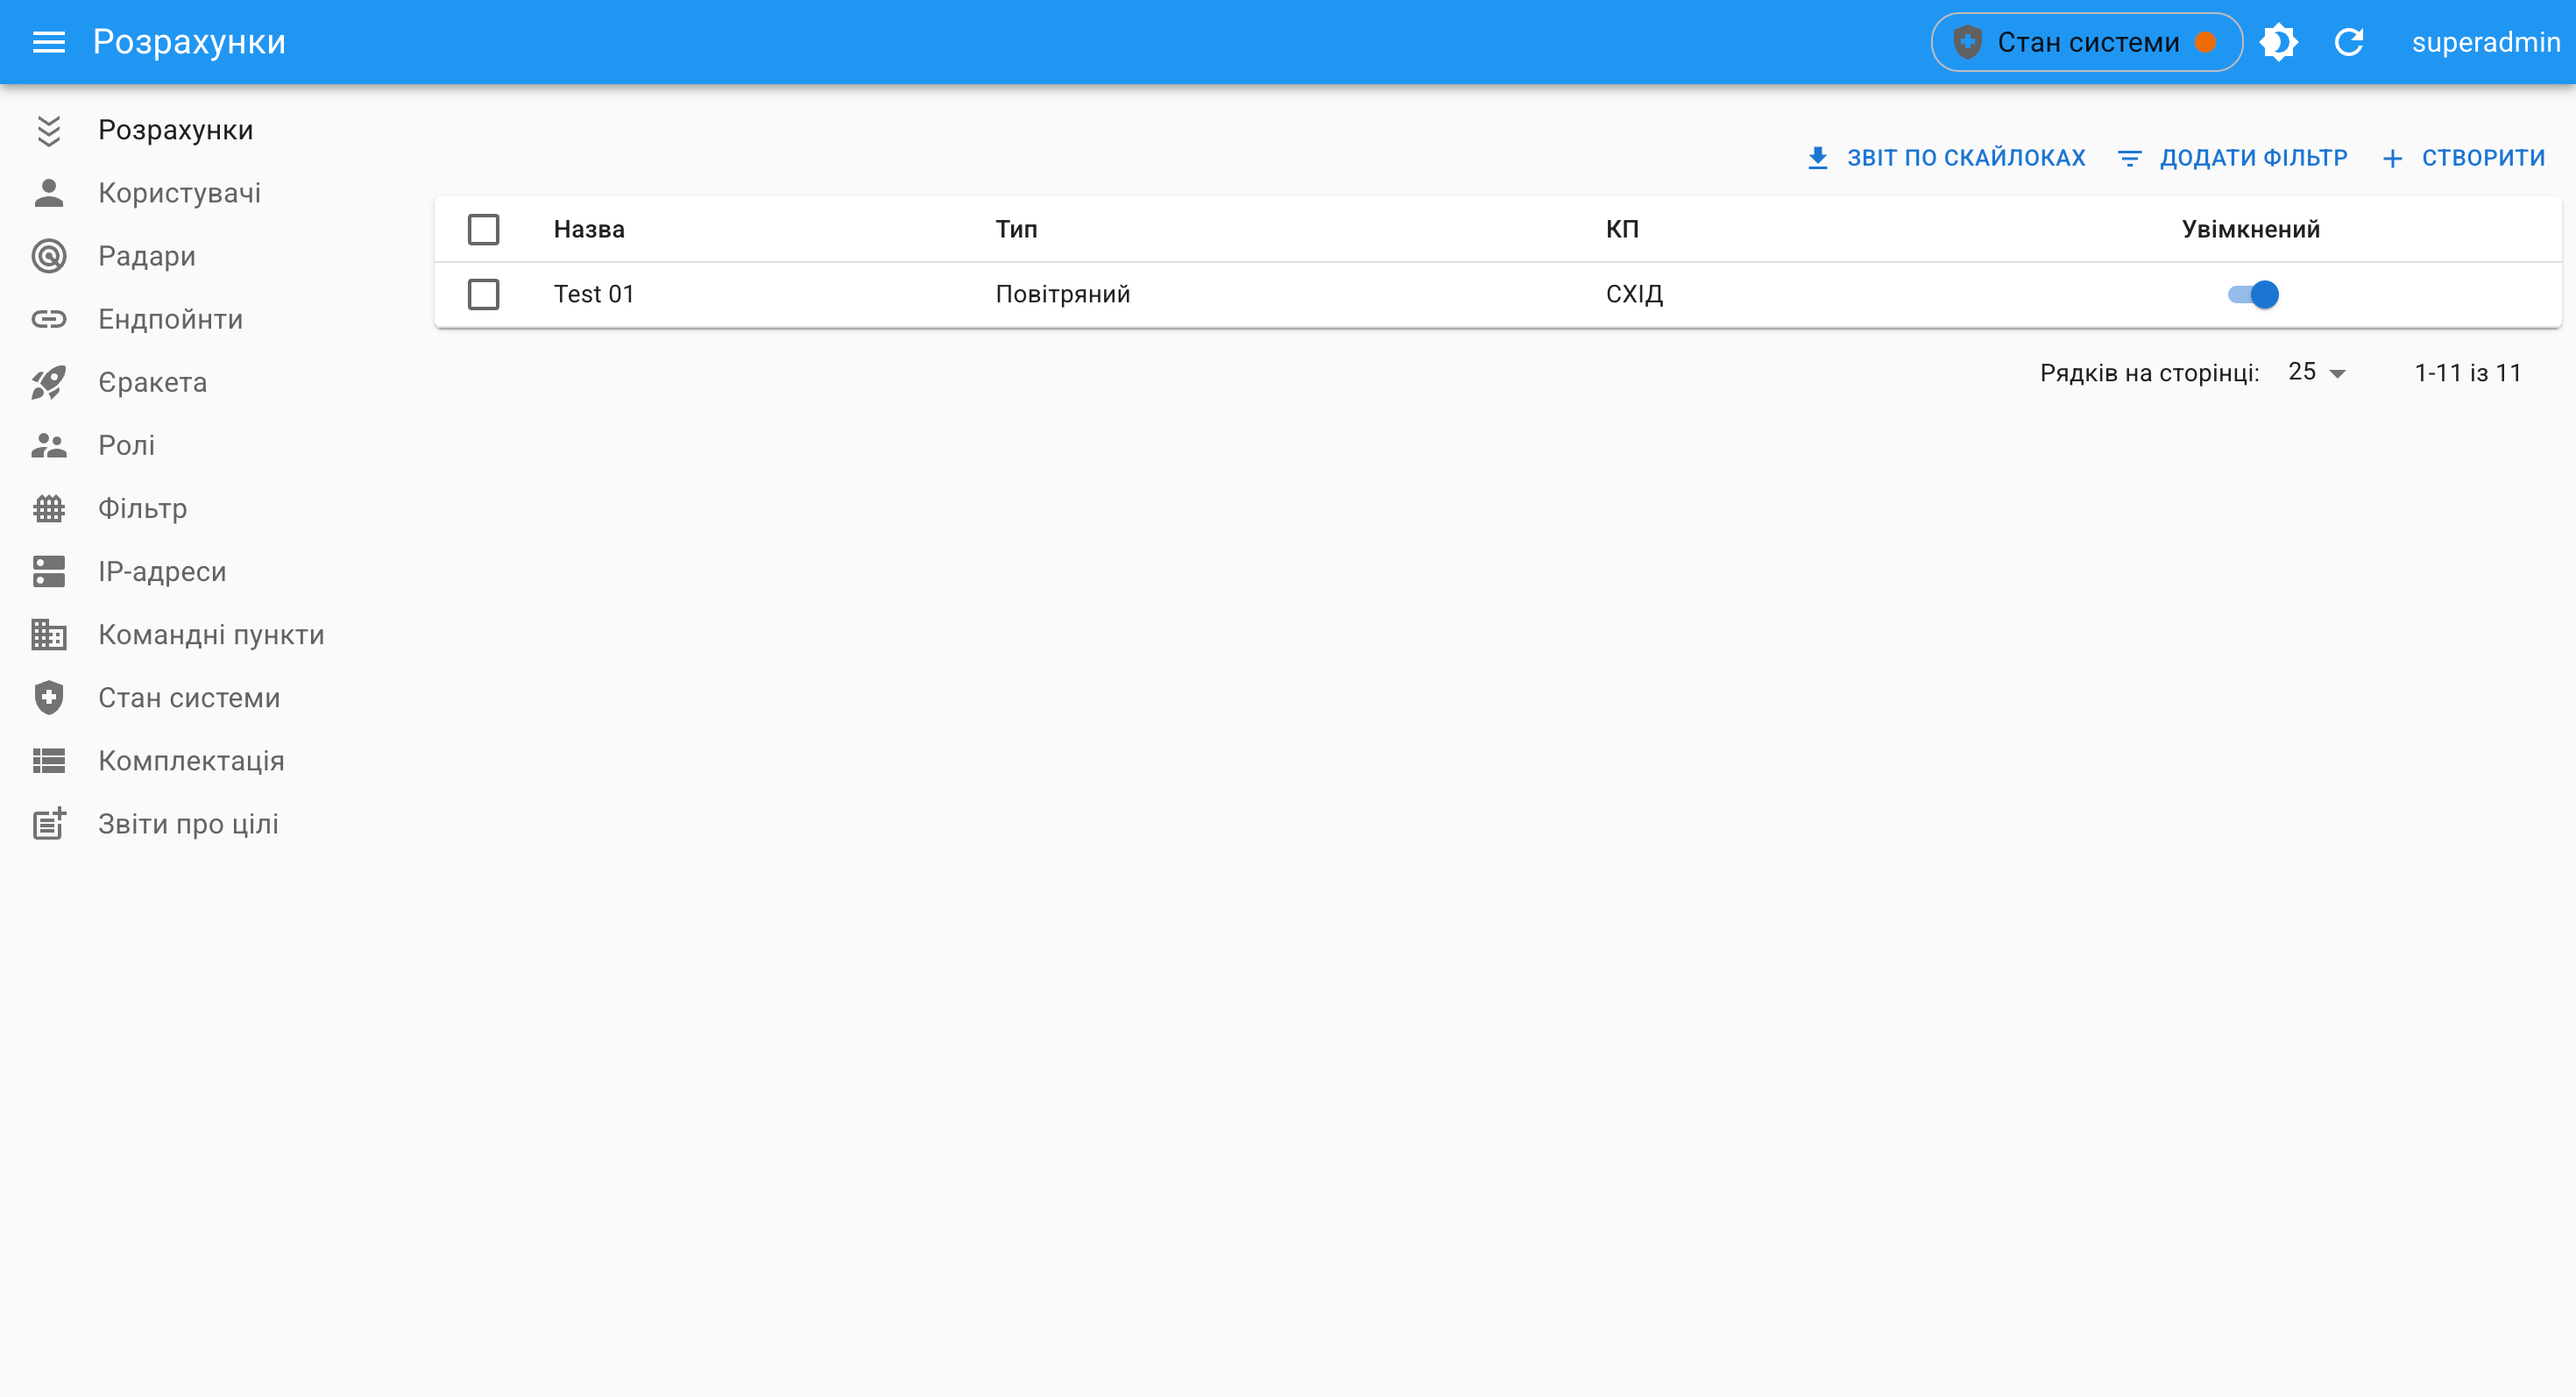 Розрахунки
Стан системи
superadmin
Розрахунки
Користувачі
Радари
Ендпойнти
Єракета
Ролі
Фільтр
IP-адреси
Командні пункти
Стан системи
Комплектація
Звіти про цілі
ЗВІТ ПО СКАЙЛОКАХ ДОДАТИ ФІЛЬТР СТВОРИТИ
Назва Тип КП Увімкнений
Test 01 Повітряний СХІД
Рядків на сторінці: 25 1-11 із 11